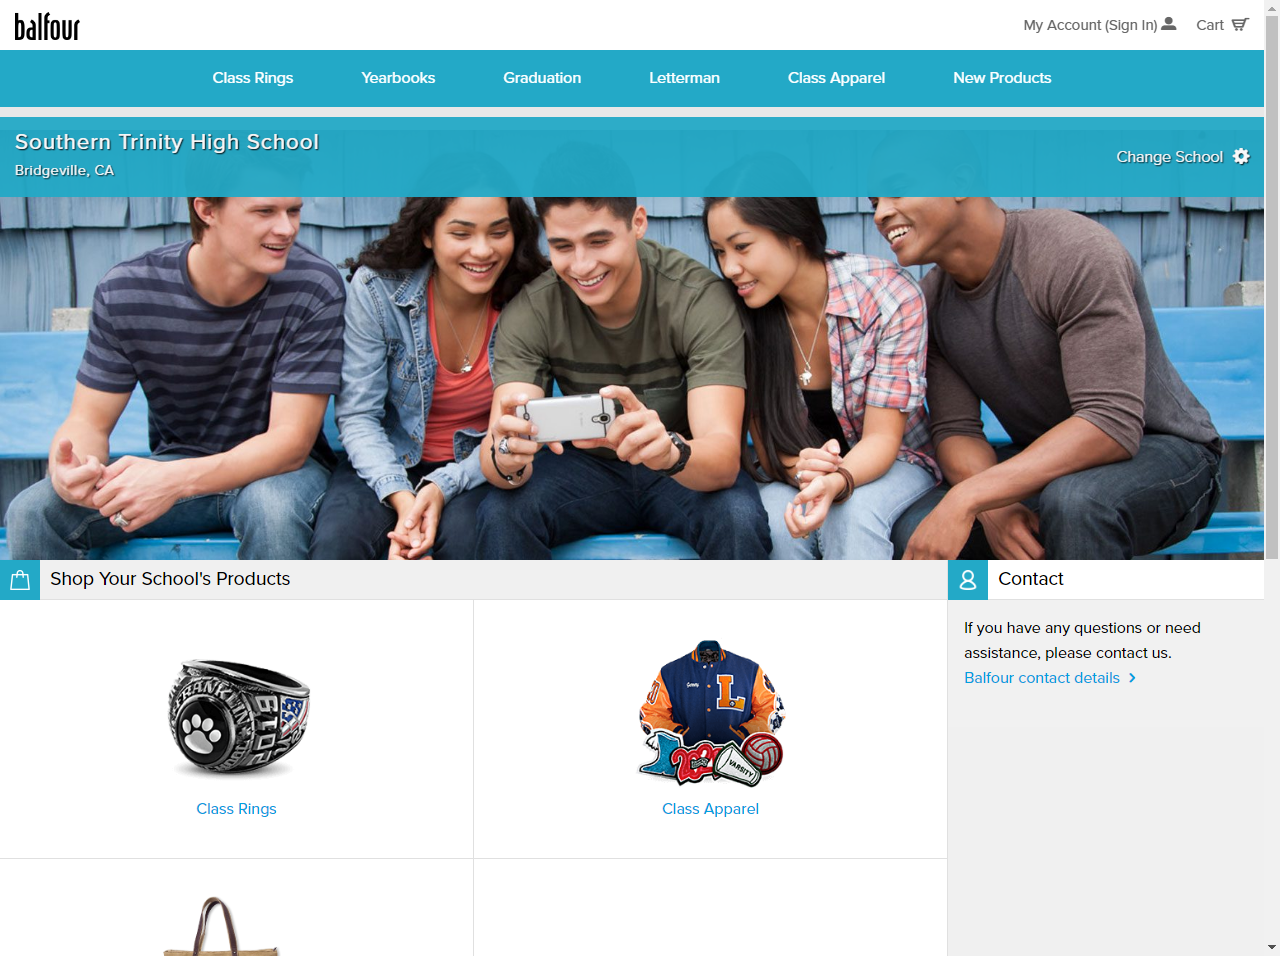 balfour
My Account (Sign In)
Cart
Class Rings
Yearbooks
Graduation
Letterman
Class Apparel
New Products
Southern Trinity High School
Bridgeville, CA
Change School
Shop Your School's Products
Contact
If you have any questions or need
assistance, please contact us.
Balfour contact details
L
VARSITY
Class Rings
Class Apparel